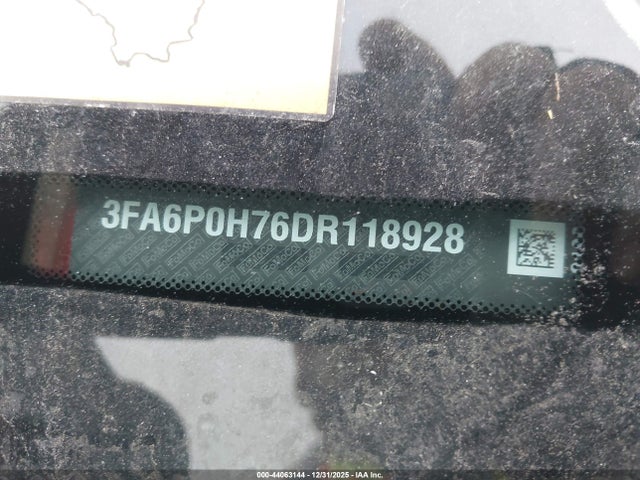 3FA6P0H76DR118928
000-44063144 - 12/31/2025 - IAA Inc.